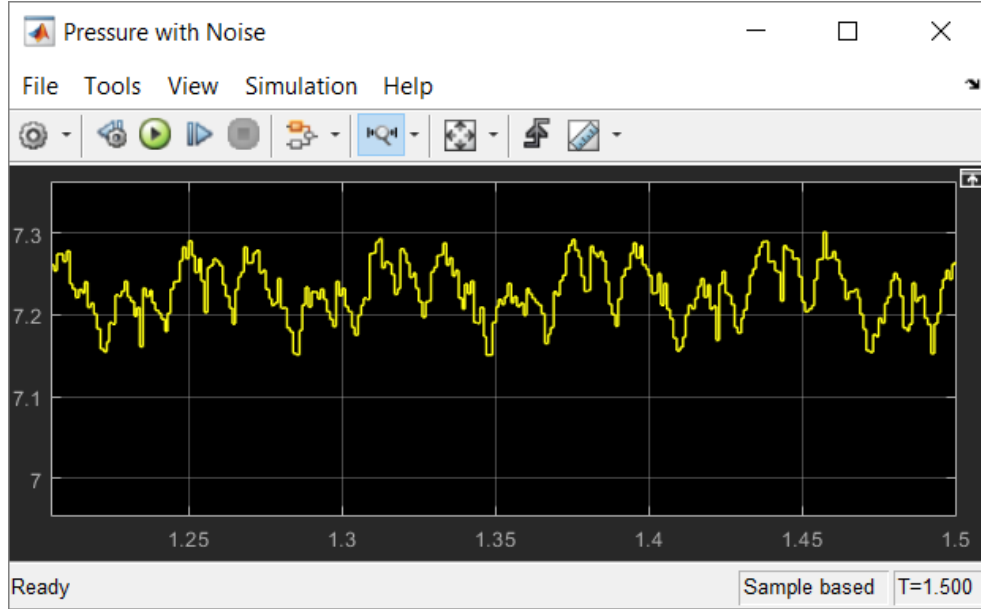 Pressure with Noise
File Tools View Simulation Help
7.3
7.2
7.1
7
1.25 1.3 1.35 1.4 1.45 1.5
Ready Sample based T=1.500